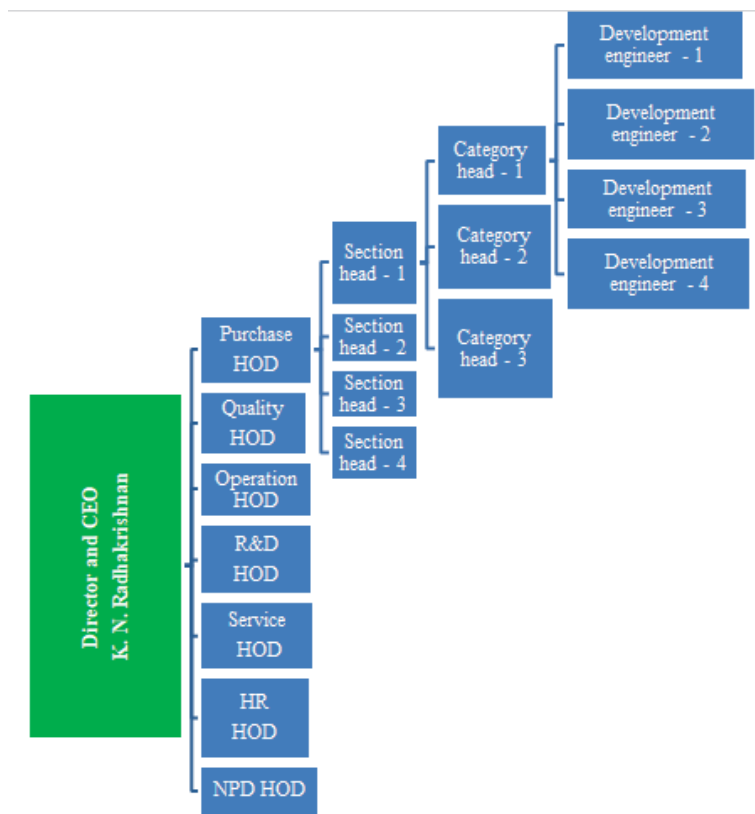 Director and CEO
K. N. Radhakrishnan
Purchase
HOD
Quality
HOD
Operation
HOD
R&D
HOD
Service
HOD
HR
HOD
NPD HOD
Section
head - 1
Section
head - 2
Section
head - 3
Section
head - 4
Category
head - 1
Category
head - 2
Category
head - 3
Development
engineer - 1
Development
engineer - 2
Development
engineer - 3
Development
engineer - 4